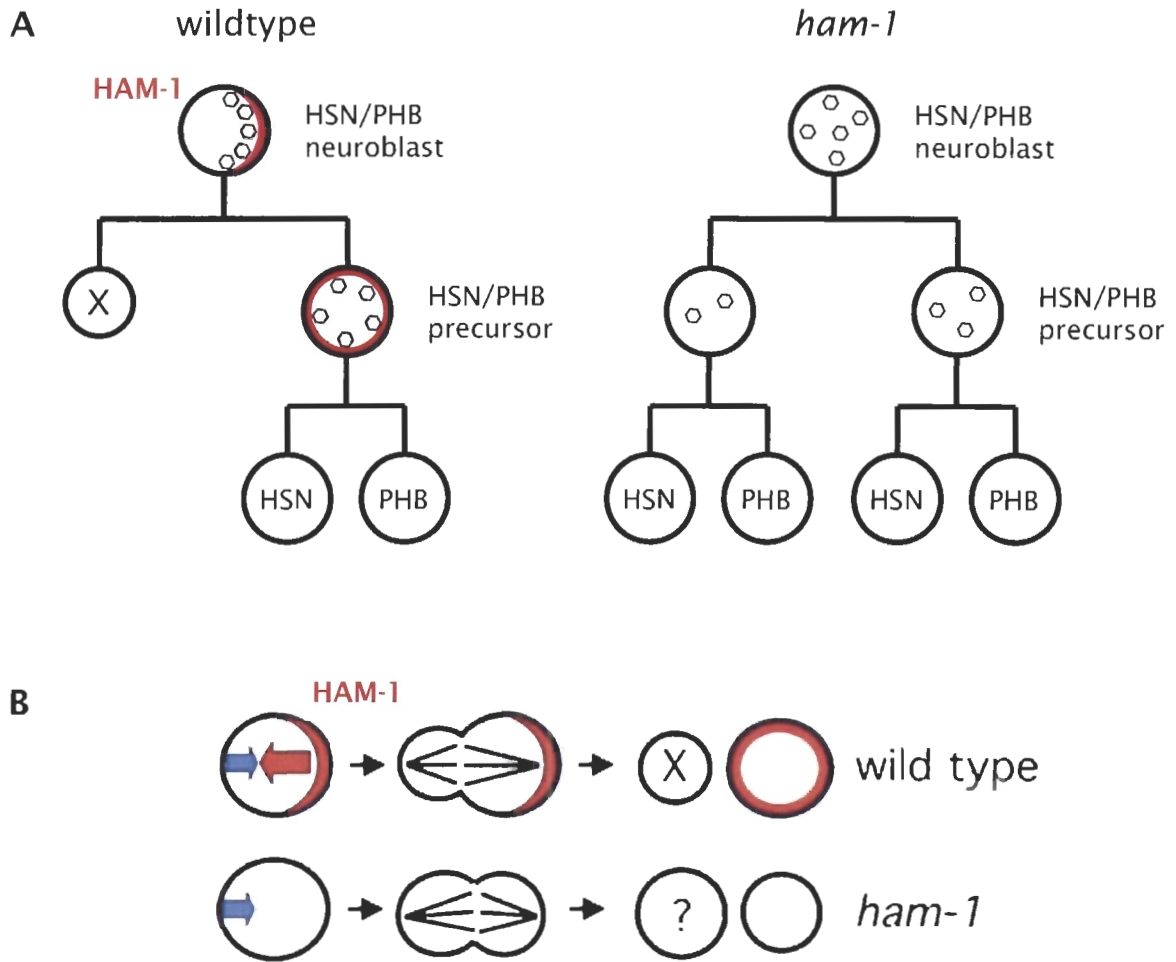 A
wildtype
ham-1
HAM-1
HSN/PHB
neuroblast
HSN/PHB
neuroblast
X
HSN/PHB
precursor
HSN/PHB
precursor
HSN
PHB
HSN
PHB
HSN
PHB
B
HAM-1
X
wild type
?
ham-1